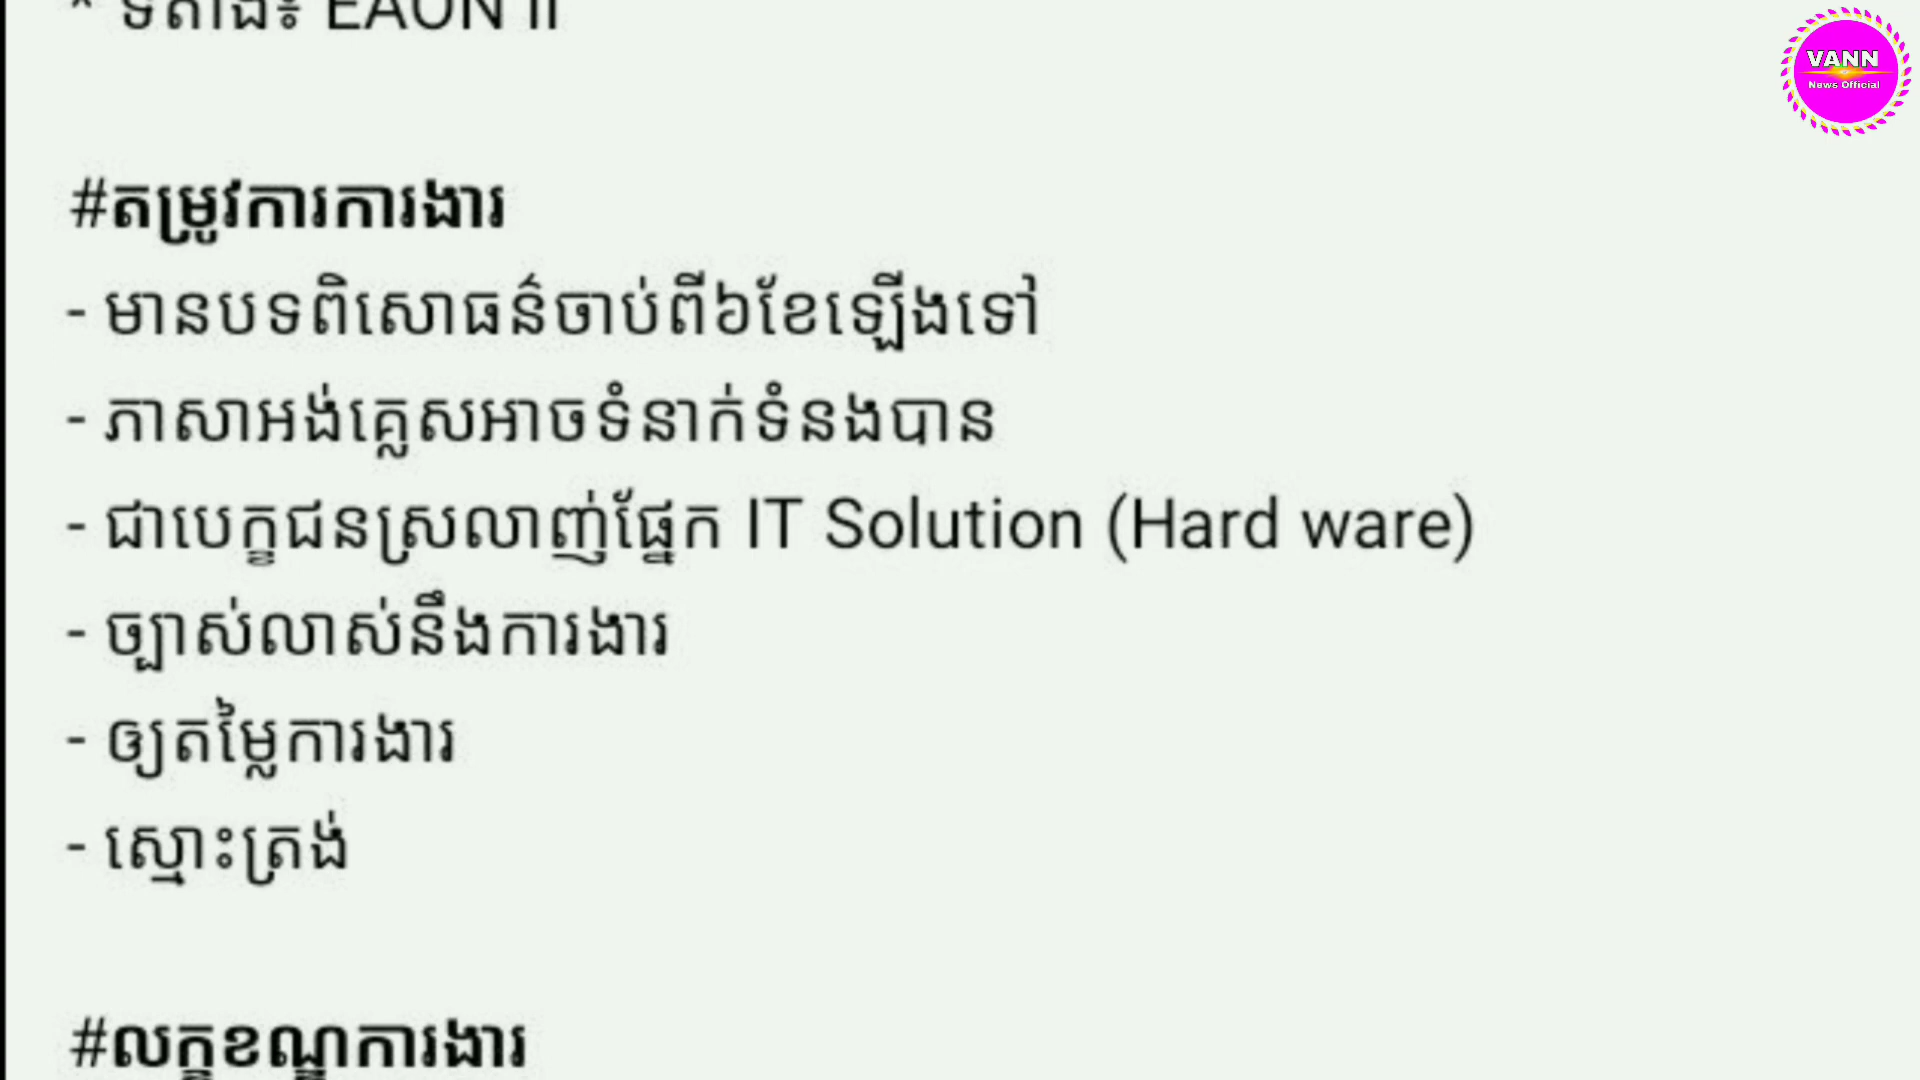 * ទីតាំង៖ EAON II
VANN
News Official
#តម្រូវការការងារ
- មានបទពិសោធន៍ចាប់ពី៦ខែឡើងទៅ
- ភាសាអង់គ្លេសអាចទំនាក់ទំនងបាន
- ជាបេក្ខជនស្រលាញ់ផ្នែក IT Solution (Hard ware)
- ច្បាស់លាស់នឹងការងារ
- ឲ្យតម្លៃការងារ
- ស្មោះត្រង់
#លក្ខខណ្ឌការងារ